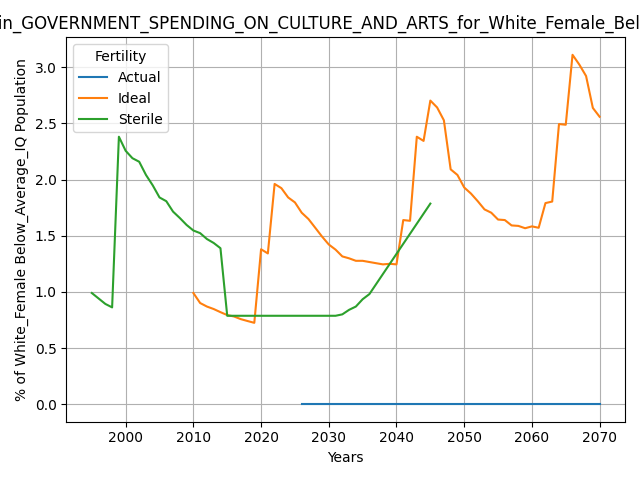 in_GOVERNMENT_SPENDING_ON_CULTURE_AND_ARTS_for_White_Female_Bel
Fertility
Actual
Ideal
Sterile
% of White_Female Below_Average_IQ Population
3.0
2.5
2.0
1.5
1.0
0.5
0.0
2000 2010 2020 2030 2040 2050 2060 2070
Years